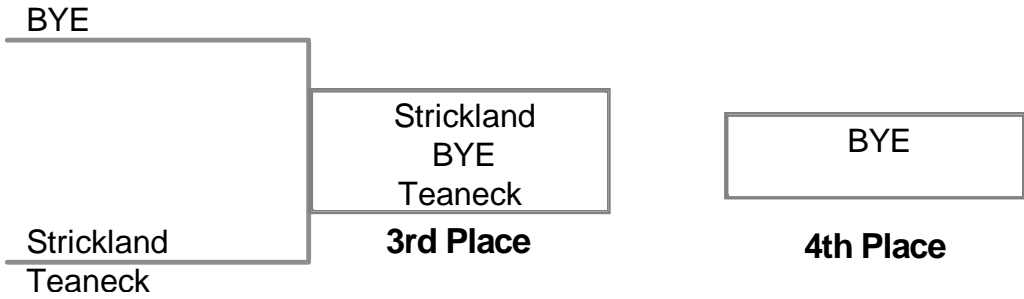 BYE
Strickland
BYE
Teaneck
3rd Place
BYE
4th Place
Strickland
Teaneck